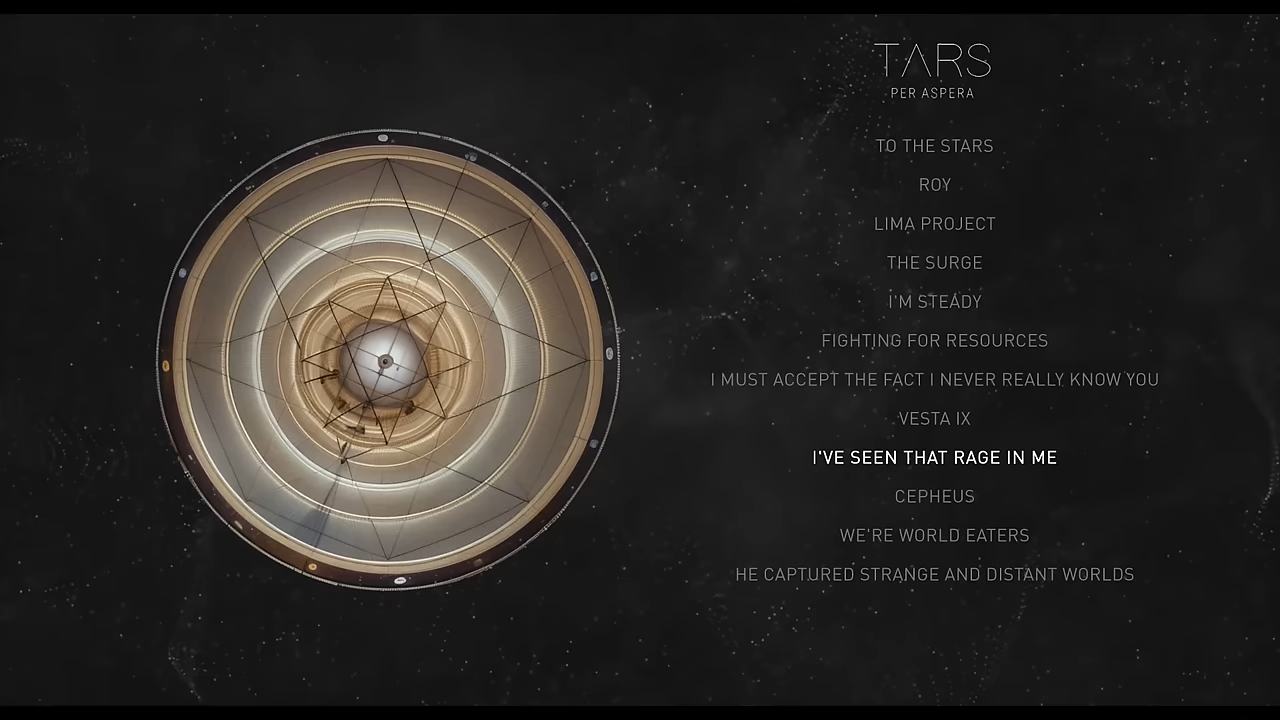 TARS
PER ASPERA
TO THE STARS
ROY
LIMA PROJECT
THE SURGE
I'M STEADY
FIGHTING FOR RESOURCES
I MUST ACCEPT THE FACT I NEVER REALLY KNOW YOU
VESTA IX
I'VE SEEN THAT RAGE IN ME
CEPHEUS
WE'RE WORLD EATERS
HE CAPTURED STRANGE AND DISTANT WORLDS